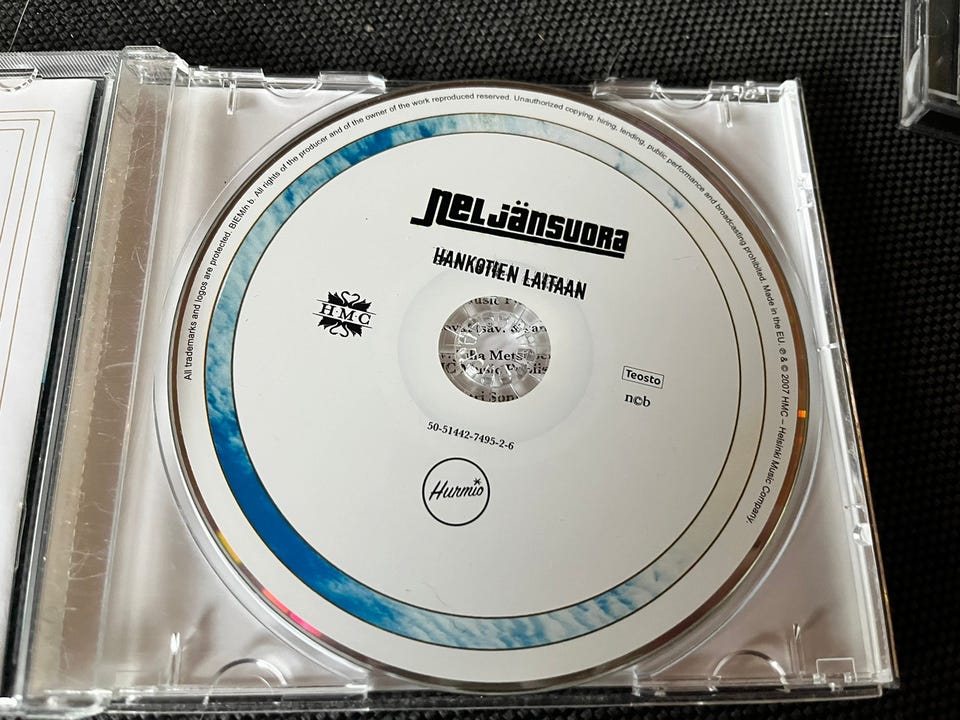 All trademarks and logos are protected. BIEM/n b. All rights of the producer and of the owner of the work reproduced reserved. Unauthorized copying, hiring, lending, public performance and broadcasting prohibited. Made in the EU. ℗ & © 2007 HMC – Helsinki Music Company.
NELJÄNSUORA
HANKOTIEN LAITAAN
HMC
Teosto
n©b
50-51442-7495-2-6
Hurmio